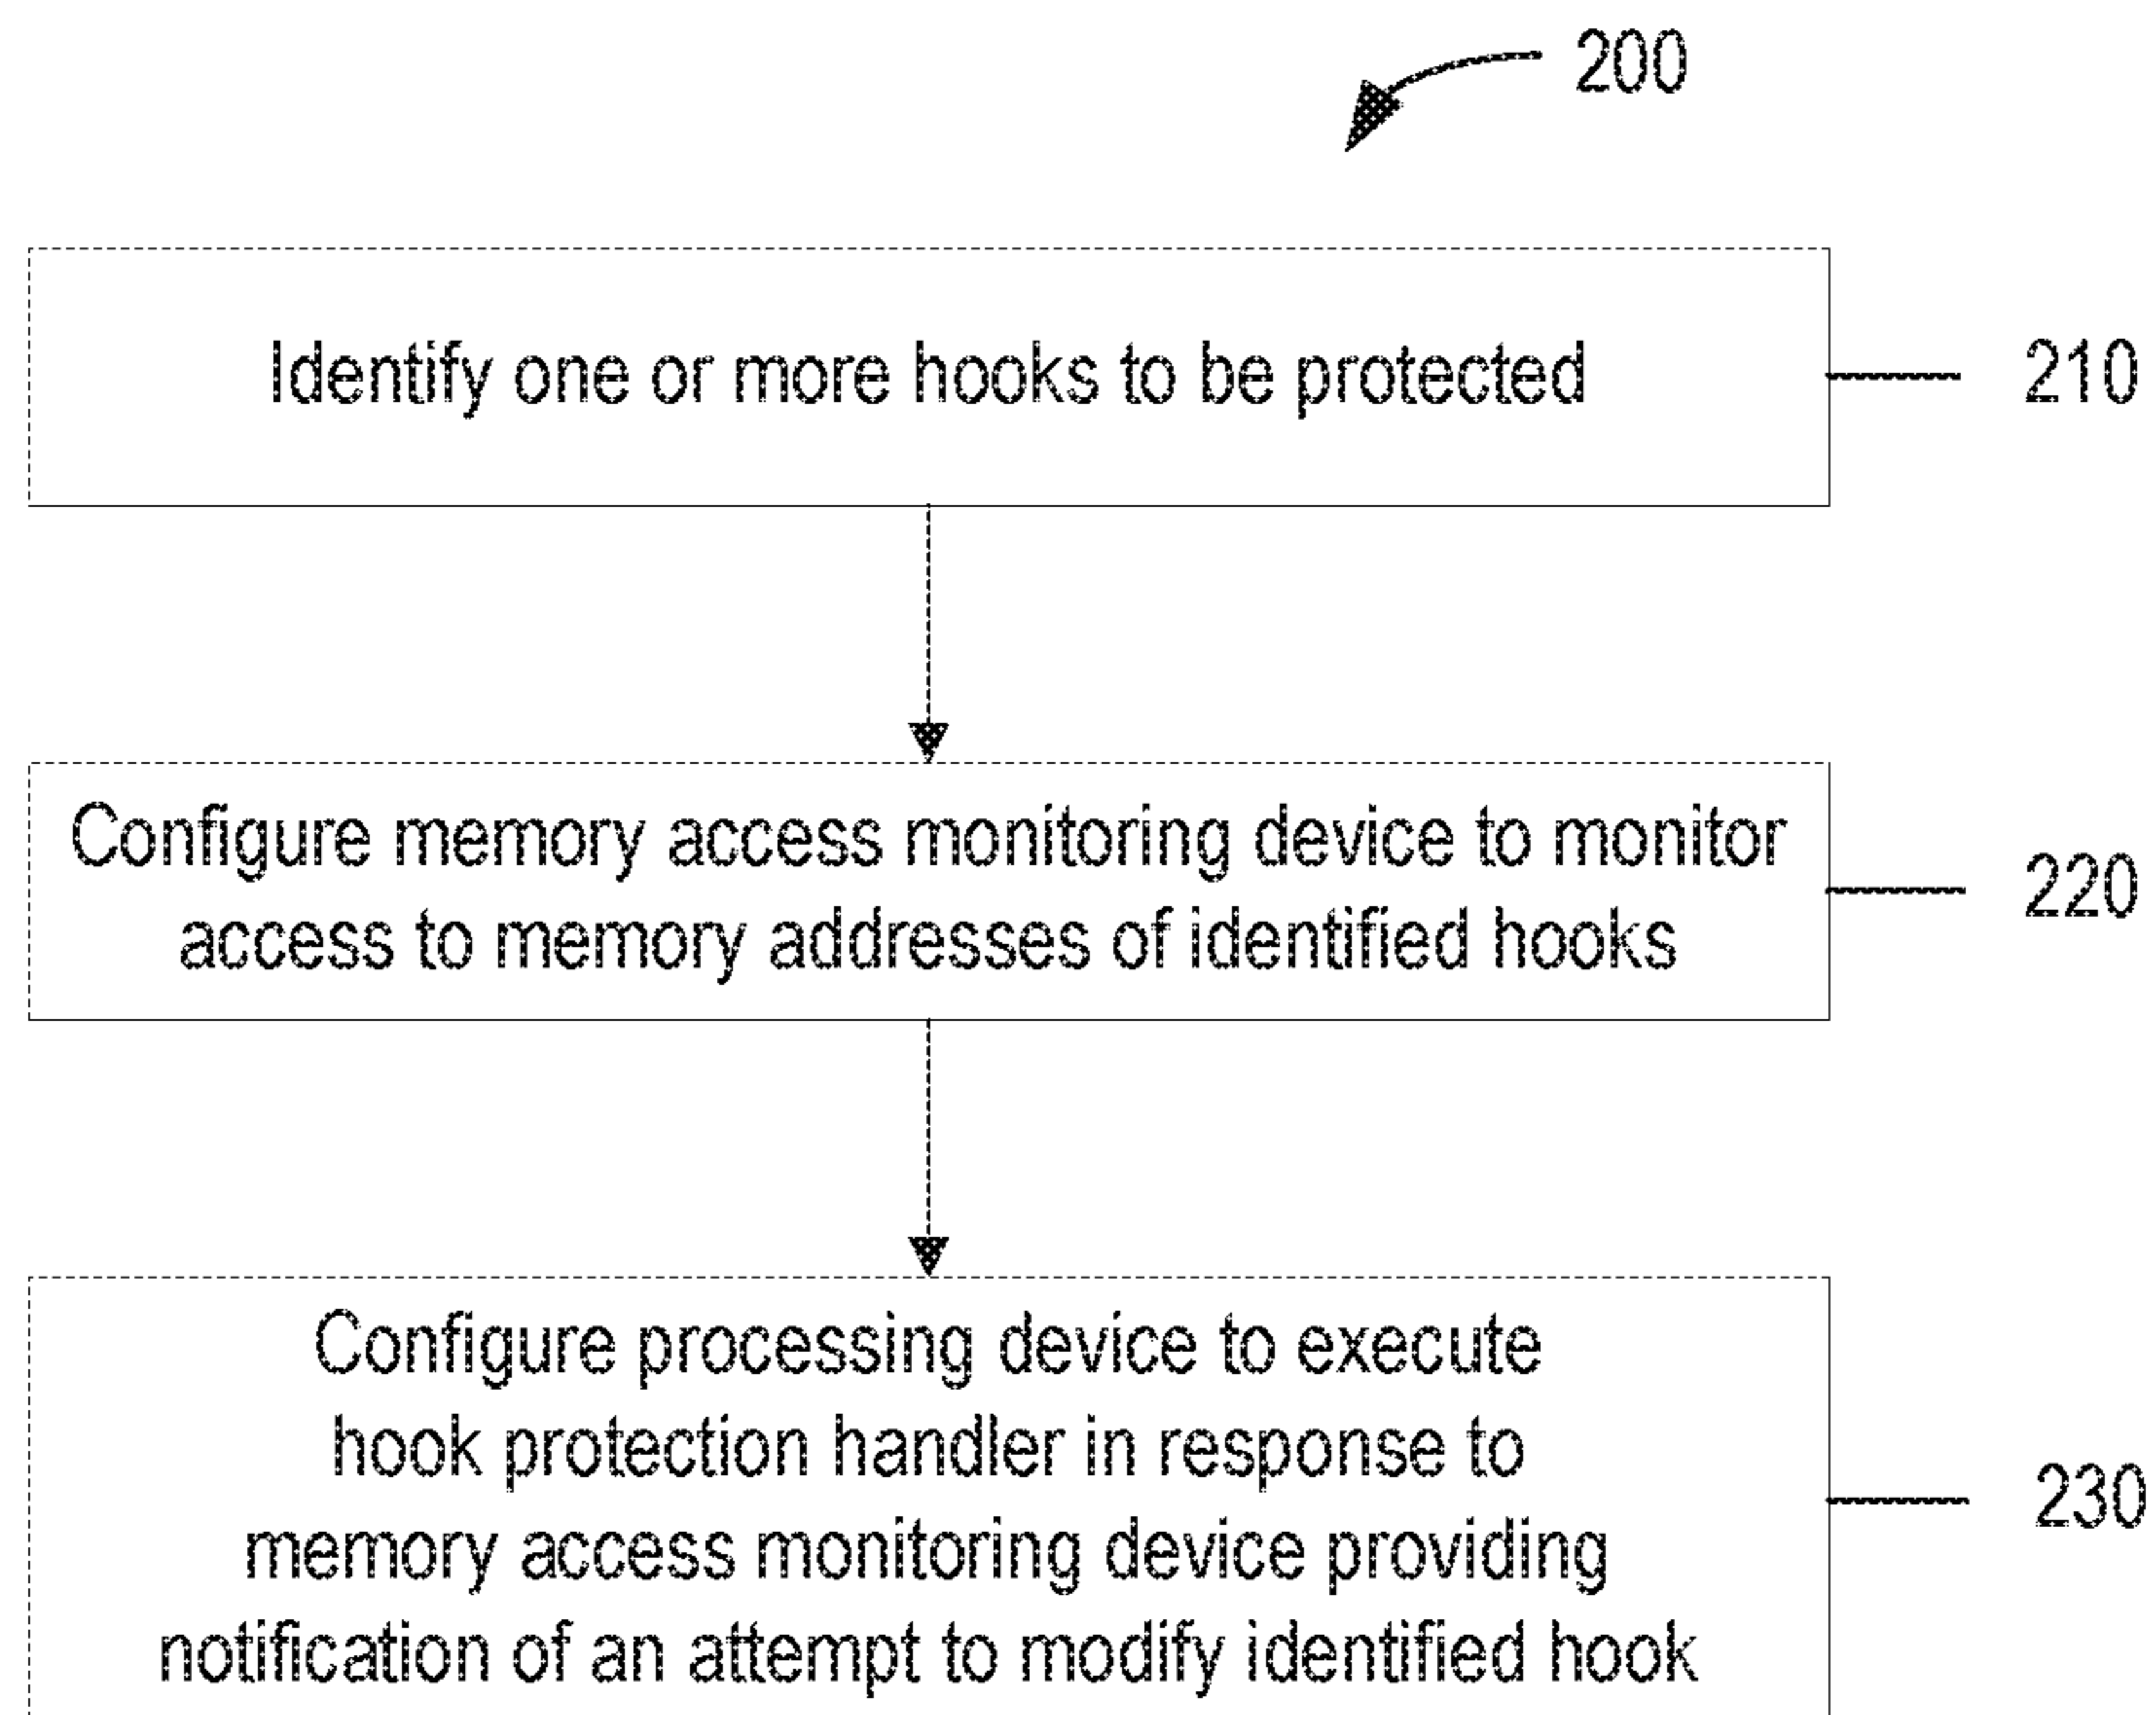 200
Identify one or more hooks to be protected
210
Configure memory access monitoring device to monitor
access to memory addresses of identified hooks
220
Configure processing device to execute
hook protection handler in response to
memory access monitoring device providing
notification of an attempt to modify identified hook
230